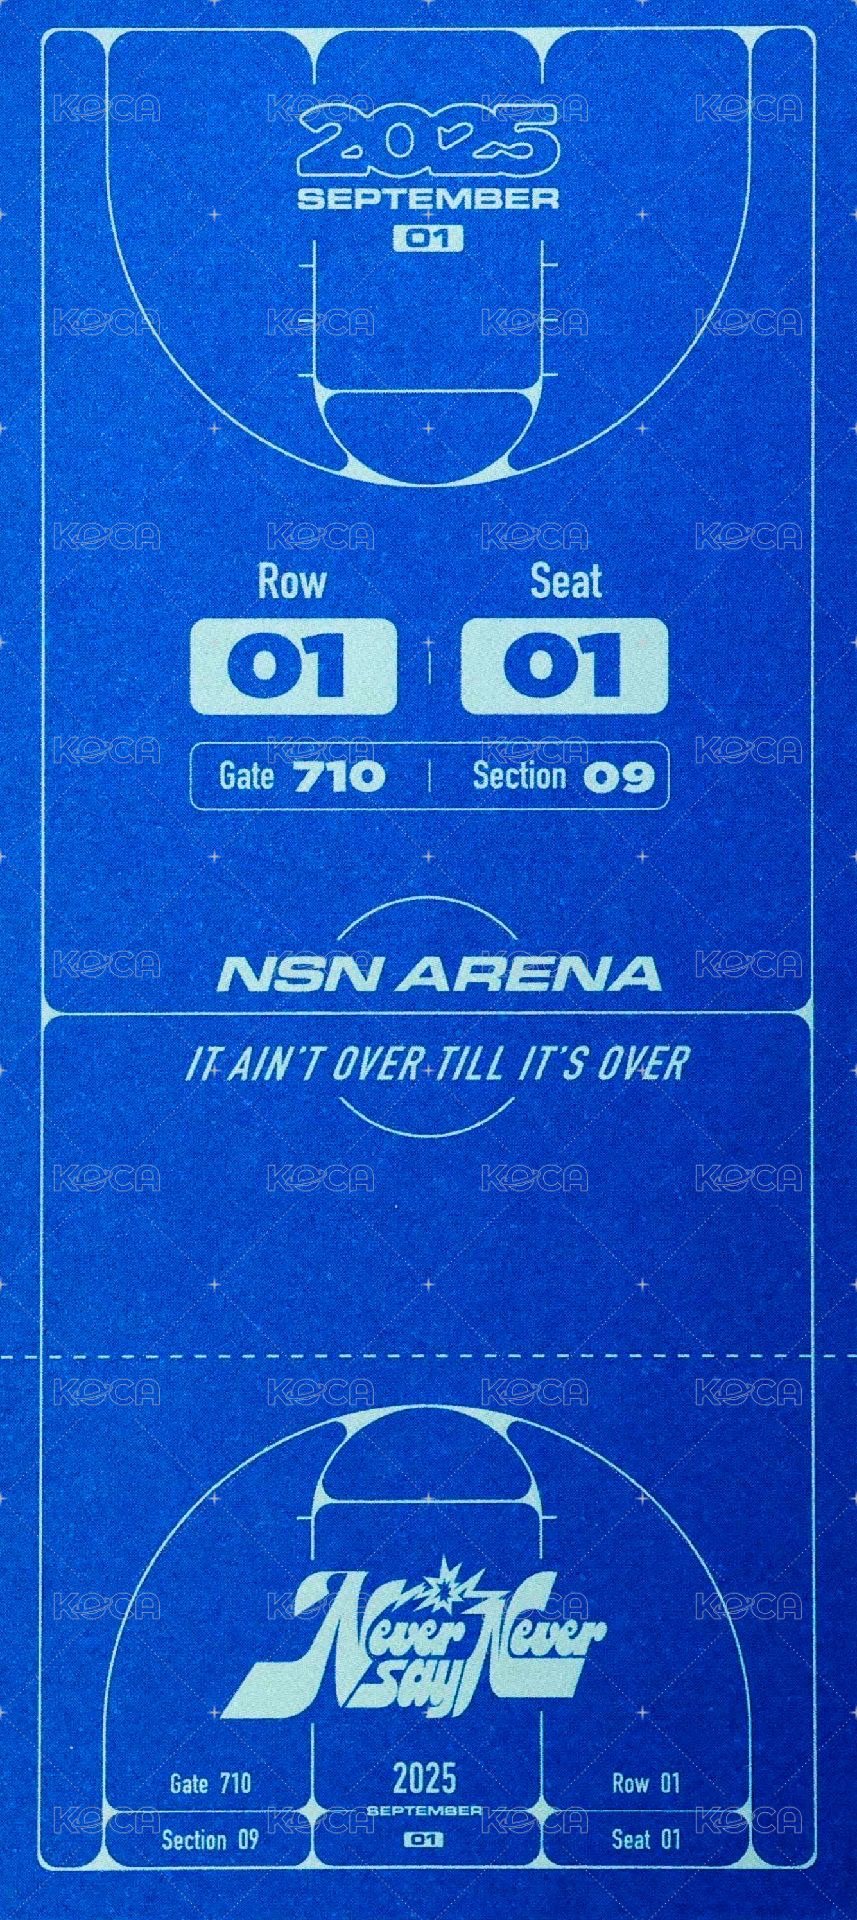 2025
SEPTEMBER
01
Row Seat
01 01
Gate 710 Section 09
NSN ARENA
IT AIN'T OVER TILL IT'S OVER
Never Never
say
Gate 710 2025 Row 01
SEPTEMBER
Section 09 01 Seat 01
KOCA